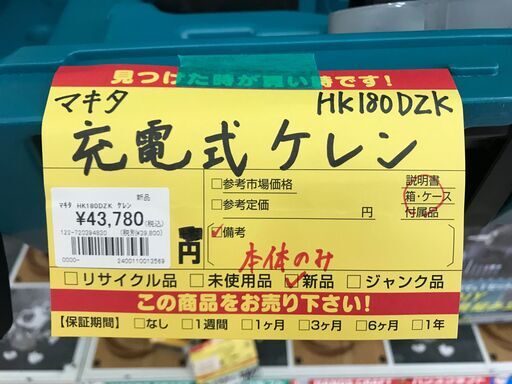 見つけた時が買い時です!
マキタ HK180DZK
充電式ケレン
新品
マキタ HK180DZK ケレン
¥43,780(税込)
122-720394820 (税別¥39,800)
0000- 2400110013569
円
□参考市場価格
□参考定価 円
□備考
説明書
箱・ケース
付属品
本体のみ
□リサイクル品 □未使用品 □新品 □ジャンク品
この商品をお売り下さい!
【保証期間】 □なし □1週間 □1ヶ月 □3ヶ月 □6ヶ月 □1年